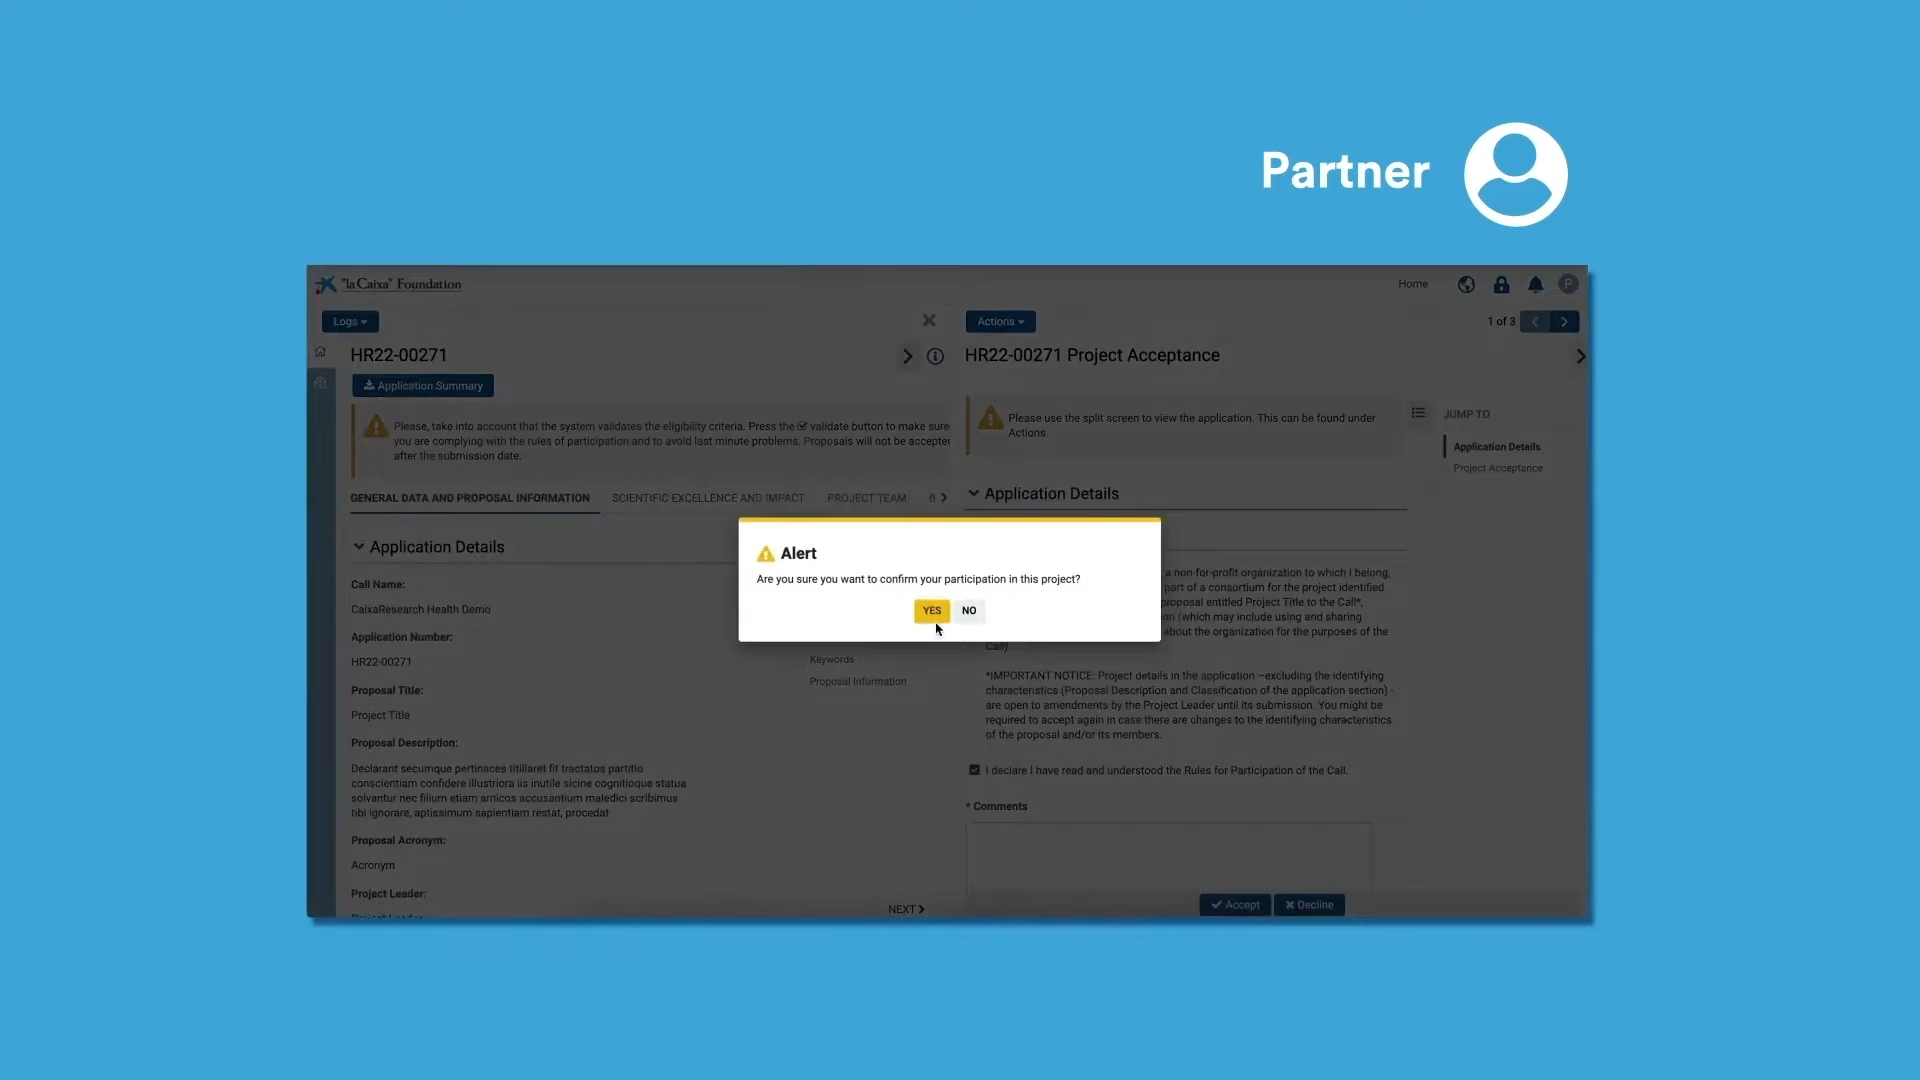 Partner
"la Caixa" Foundation
Home
P
Logs
Actions
1 of 3
HR22-00271
HR22-00271 Project Acceptance
Application Summary
Please, take into account that the system validates the eligibility criteria. Press the validate button to make sure
you are complying with the rules of participation and to avoid last minute problems. Proposals will not be accepted
after the submission date.
Please use the split screen to view the application. This can be found under
Actions.
JUMP TO
Application Details
Project Acceptance
GENERAL DATA AND PROPOSAL INFORMATION SCIENTIFIC EXCELLENCE AND IMPACT PROJECT TEAM B
Application Details
Call Name:
CaixaResearch Health Demo
Application Number:
HR22-00271
Proposal Title:
Project Title
Proposal Description:
Declarant secumque pertinaces titillaret fit tractatos partitio
conscientiam confidere illustriora iis inutile sicine cognitioque statua
solvantur nec filium etiam amicos accusantium maledici scribimus
tibi ignorare, aptissimum sapientiam restat, procedat
Proposal Acronym:
Acronym
Project Leader:
Project Leader
Keywords
Proposal Information
NEXT
Alert
Are you sure you want to confirm your participation in this project?
YES NO
Application Details
a non-for-profit organization to which I belong,
part of a consortium for the project identified
proposal entitled Project Title to the Call*,
on (which may include using and sharing
about the organization for the purposes of the
Call).
*IMPORTANT NOTICE: Project details in the application –excluding the identifying
characteristics (Proposal Description and Classification of the application section) -
are open to amendments by the Project Leader until its submission. You might be
required to accept again in case there are changes to the identifying characteristics
of the proposal and/or its members.
I declare I have read and understood the Rules for Participation of the Call.
* Comments
Accept Decline